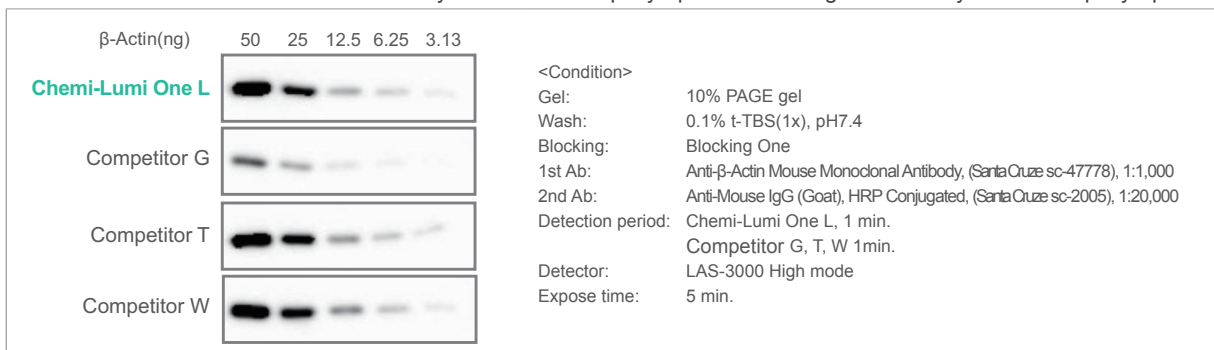 β-Actin(ng) 50 25 12.5 6.25 3.13
Chemi-Lumi One L
Competitor G
Competitor T
Competitor W
<Condition>
Gel: 10% PAGE gel
Wash: 0.1% t-TBS(1x), pH7.4
Blocking: Blocking One
1st Ab: Anti-β-Actin Mouse Monoclonal Antibody, (Santa Cruze sc-47778), 1:1,000
2nd Ab: Anti-Mouse IgG (Goat), HRP Conjugated, (Santa Cruze sc-2005), 1:20,000
Detection period: Chemi-Lumi One L, 1 min.
Competitor G, T, W 1min.
Detector: LAS-3000 High mode
Expose time: 5 min.